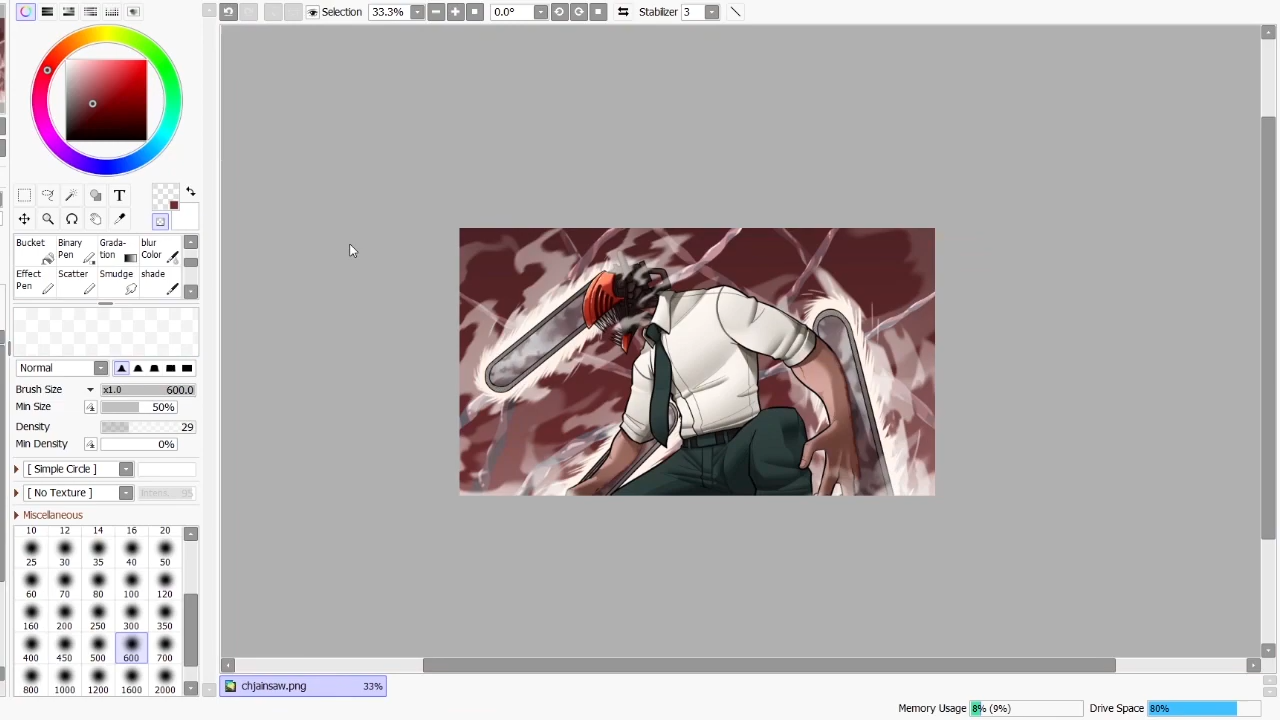 Selection 33.3% 0.0° Stabilizer 3
T
Bucket Binary Pen Grada-tion blur Color
Effect Pen Scatter Smudge shade
Normal
Brush Size x1.0 600.0
Min Size 50%
Density 29
Min Density 0%
[ Simple Circle ]
[ No Texture ] Intens. 95
Miscellaneous
10 12 14 16 20
25 30 35 40 50
60 70 80 100 120
160 200 250 300 350
400 450 500 600 700
800 1000 1200 1600 2000
chjainsaw.png 33%
Memory Usage 8% (9%) Drive Space 80%